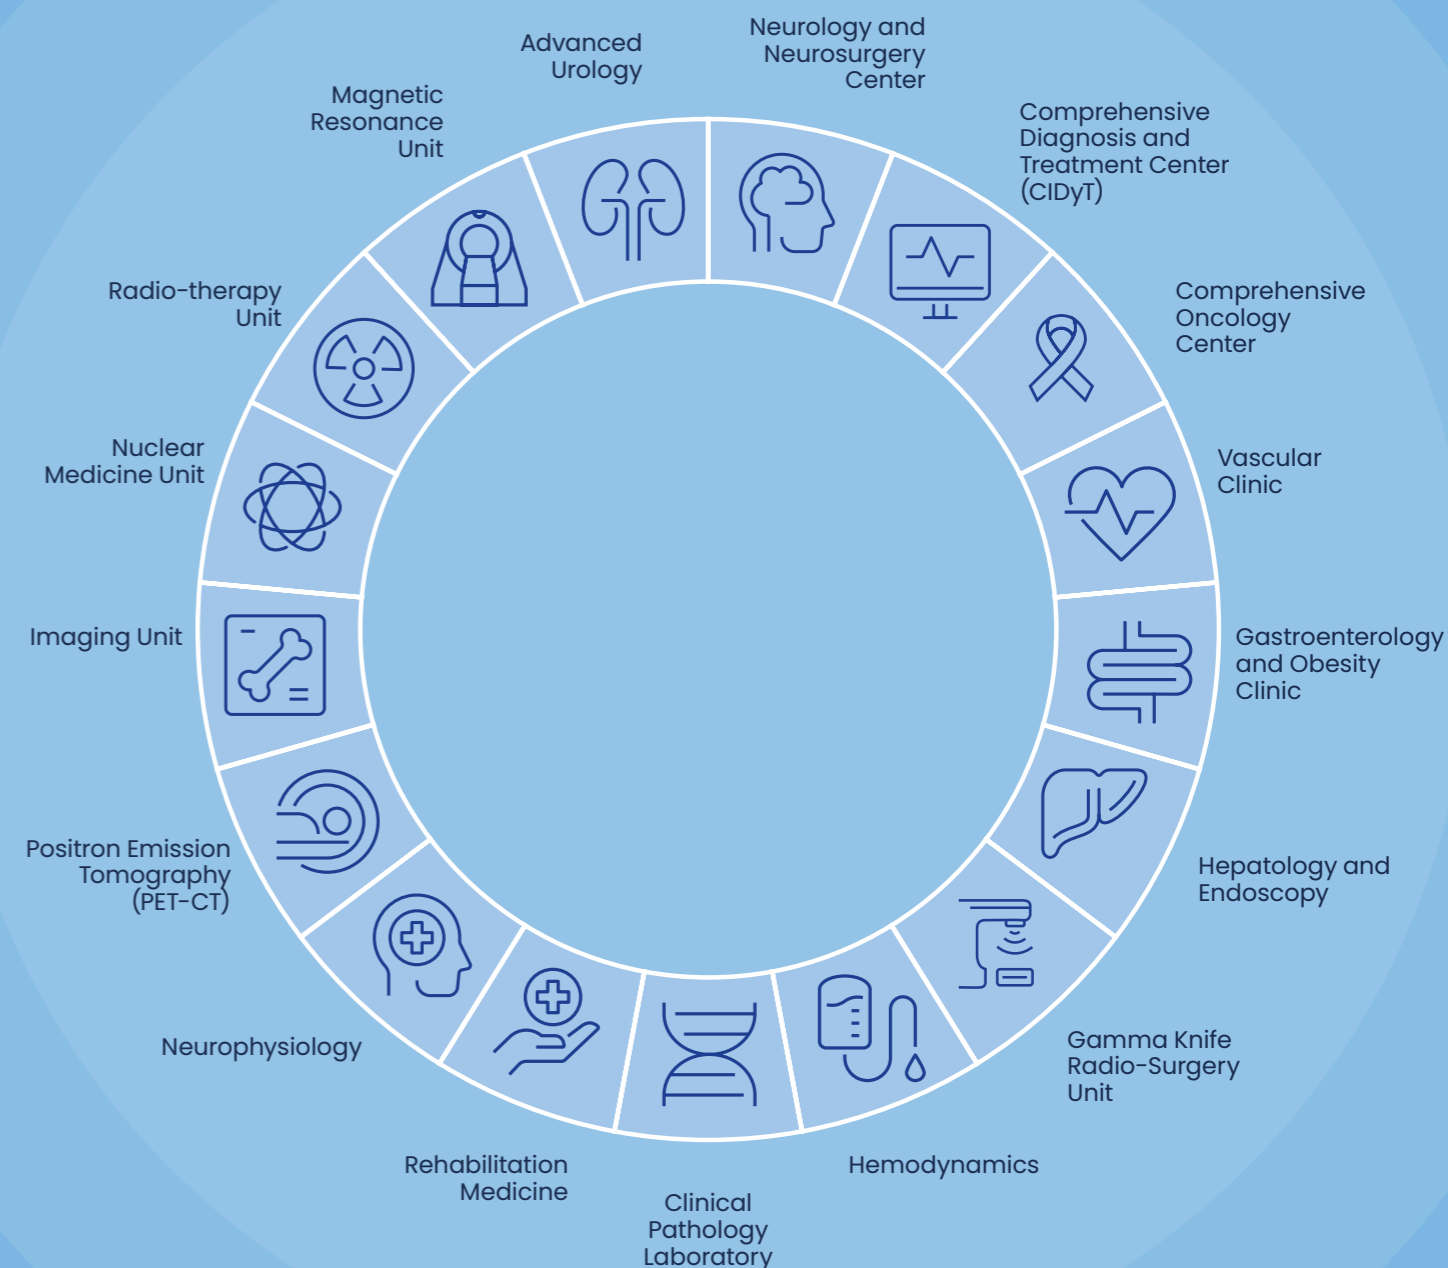 Neurology and
Neurosurgery
Center
Comprehensive
Diagnosis and
Treatment Center
(CIDyT)
Comprehensive
Oncology
Center
Vascular
Clinic
Gastroenterology
and Obesity
Clinic
Hepatology and
Endoscopy
Gamma Knife
Radio-Surgery
Unit
Hemodynamics
Clinical
Pathology
Laboratory
Rehabilitation
Medicine
Neurophysiology
Positron Emission
Tomography
(PET-CT)
Imaging Unit
Nuclear
Medicine Unit
Radio-therapy
Unit
Magnetic
Resonance
Unit
Advanced
Urology